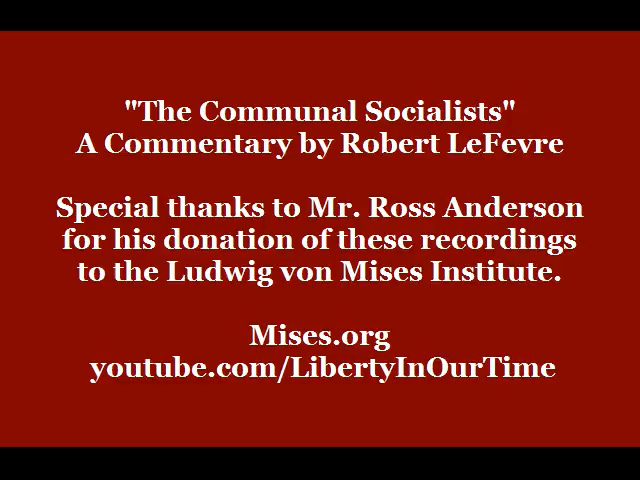 "The Communal Socialists"
A Commentary by Robert LeFevre
Special thanks to Mr. Ross Anderson
for his donation of these recordings
to the Ludwig von Mises Institute.
Mises.org
youtube.com/LibertyInOurTime